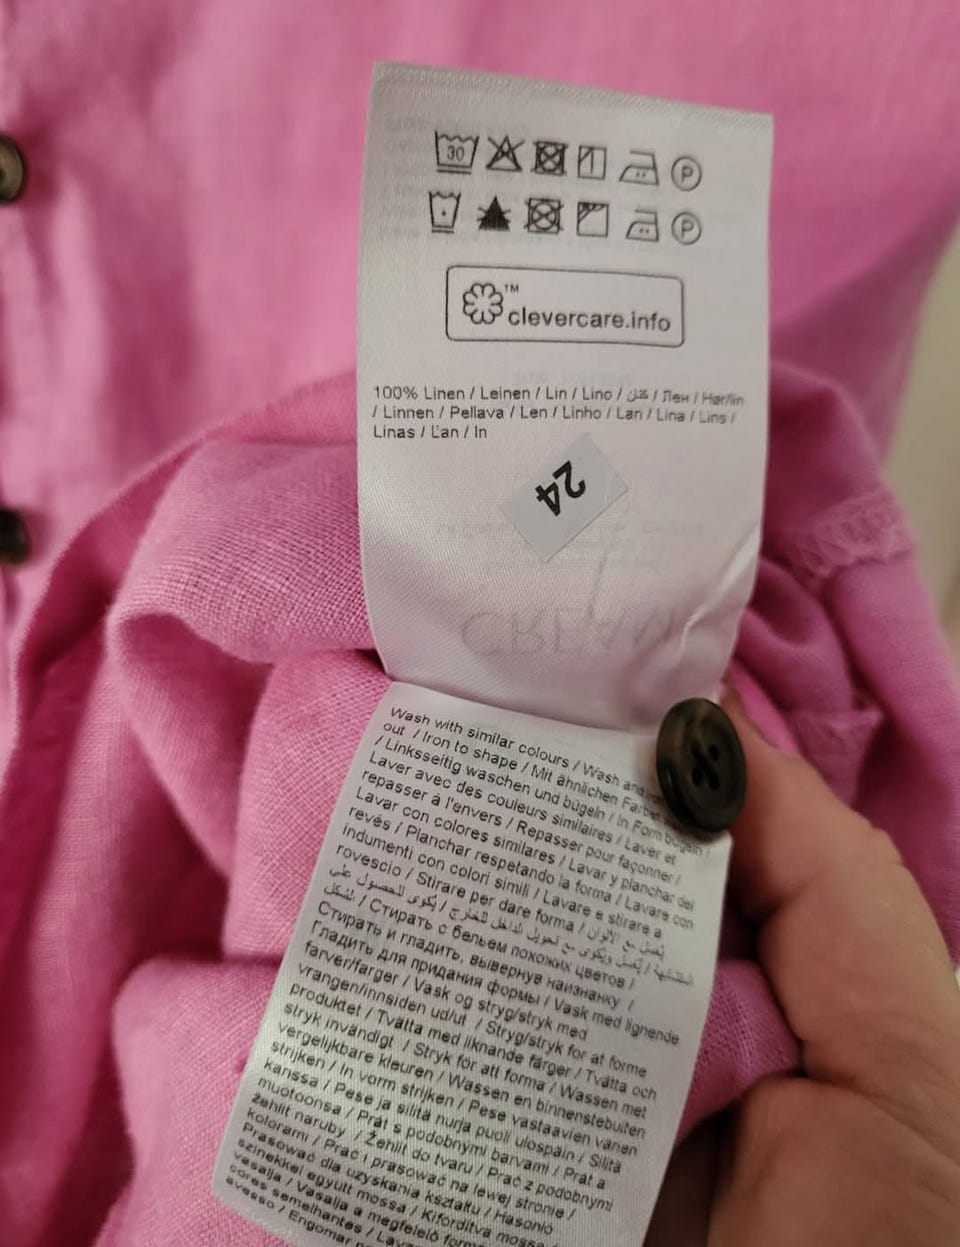 30
P
P
clevercare.info
™
100% Linen / Leinen / Lin / Lino / كتان / Лен / Hør/lin
/ Linnen / Pellava / Len / Linho / Lan / Lina / Lins /
Linas / Ľan / In
24
CREAM
Wash with similar colours / Wash and
out / Iron to shape / Mit ähnlichen Farben
/ Linksseitig waschen und bügeln / In Form bügeln /
Laver avec des couleurs similaires / Laver et
repasser à l'envers / Repasser pour façonner /
Lavar con colores similares / Lavar y planchar del
revés / Planchar respetando la forma / Lavare con
indumenti con colori simili / Lavare e stirare a
rovescio / Stirare per dare forma /
/ Стирать с бельем похожих цветов /
Стирать и гладить, вывернув наизнанку /
Гладить для придания формы / Vask med lignende
farver/farger / Vask og stryg/stryk med
vrangen/innsiden ud/ut / Stryg/stryk for at forme
produktet / Tvätta med liknande färger / Tvätta och
stryk invändigt / Stryk för att forma / Wassen met
vergelijkbare kleuren / Wassen en binnenstebuiten
strijken / In vorm strijken / Pese vastaavien värien
kanssa / Pese ja silitä nurja puoli ulospäin / Silitä
muotoonsa / Prát s podobnými barvami / Prát a
žehlit naruby / Žehlit do tvaru / Prać z podobnymi
kolorami / Prać i prasować na lewej stronie /
Prasować dla uzyskania kształtu / Hasonló
színekkel együtt mossa / Kifordítva mossa
vasalja / Vasalja a megfelelő
cores semelhantes /
avesso / Engomar